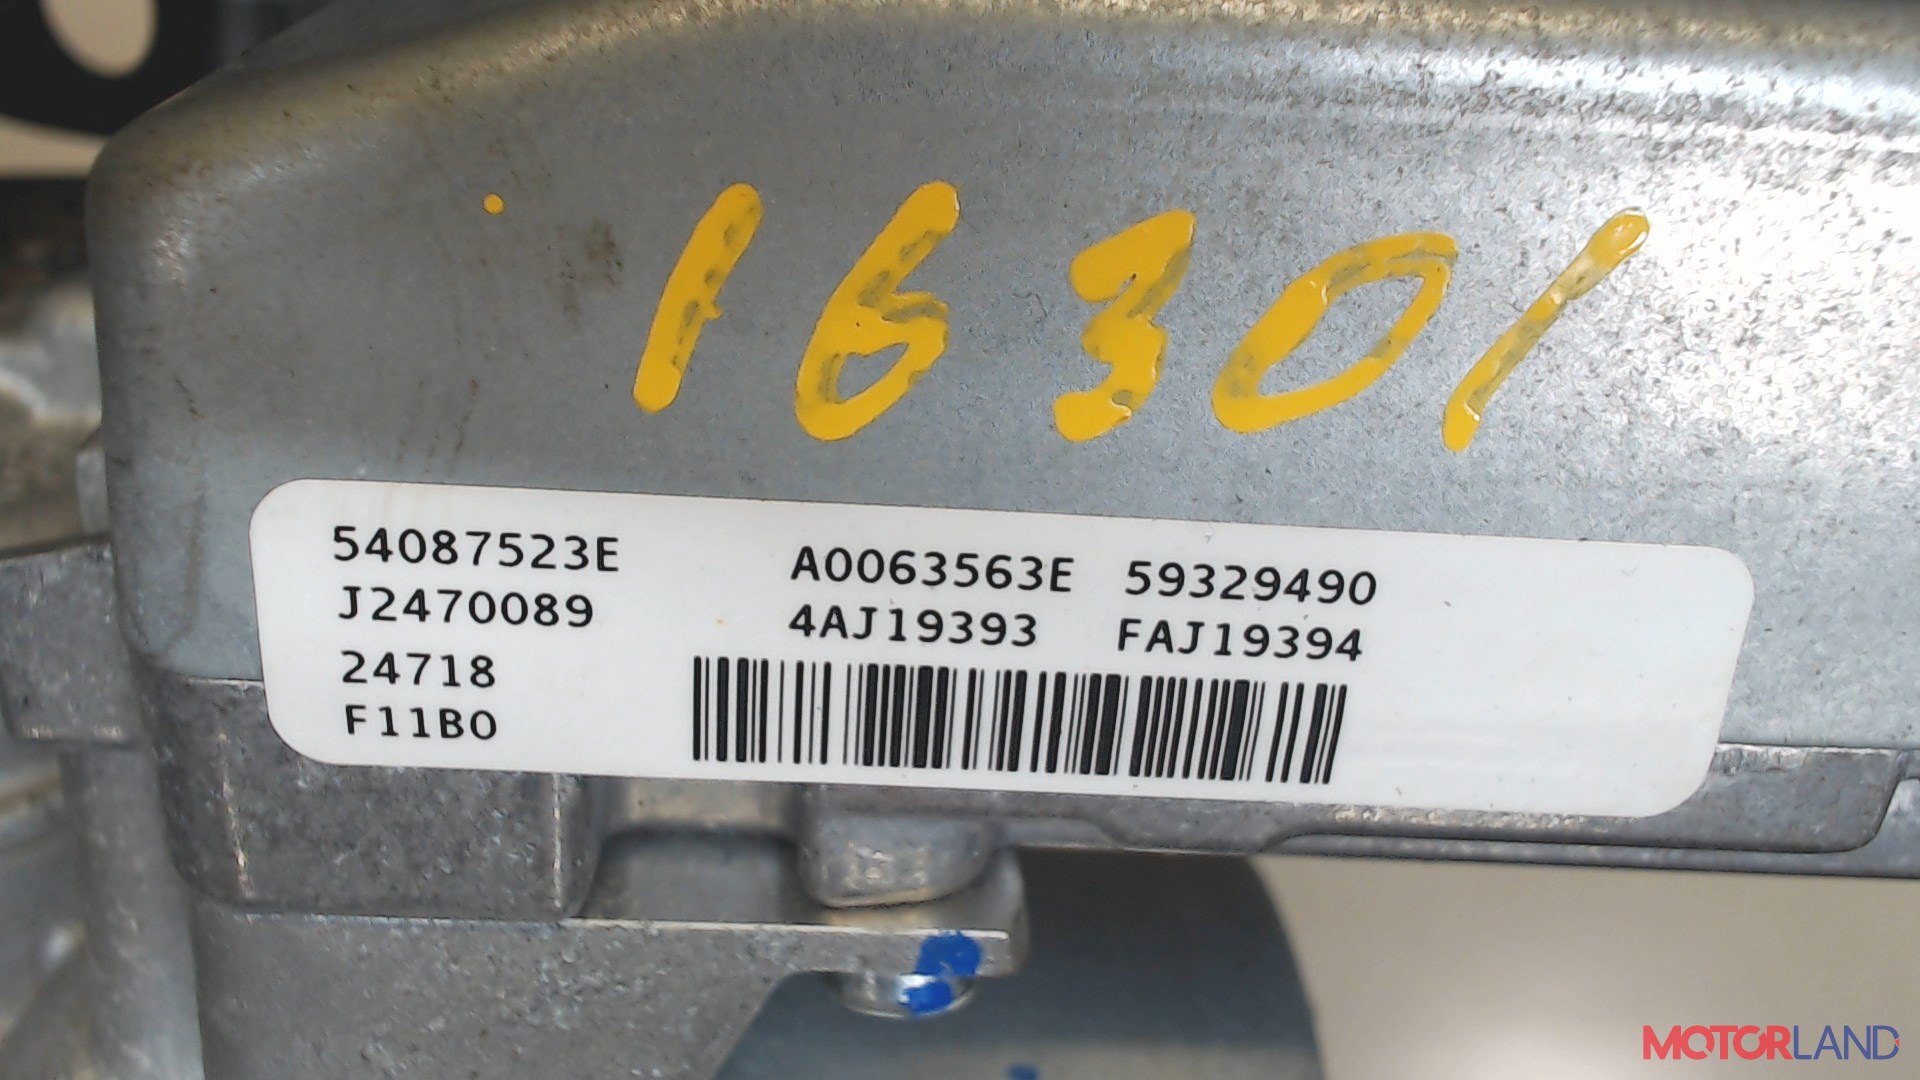 16301
54087523E A0063563E 59329490
J2470089 4AJ19393 FAJ19394
24718
F11B0
MOTORLAND